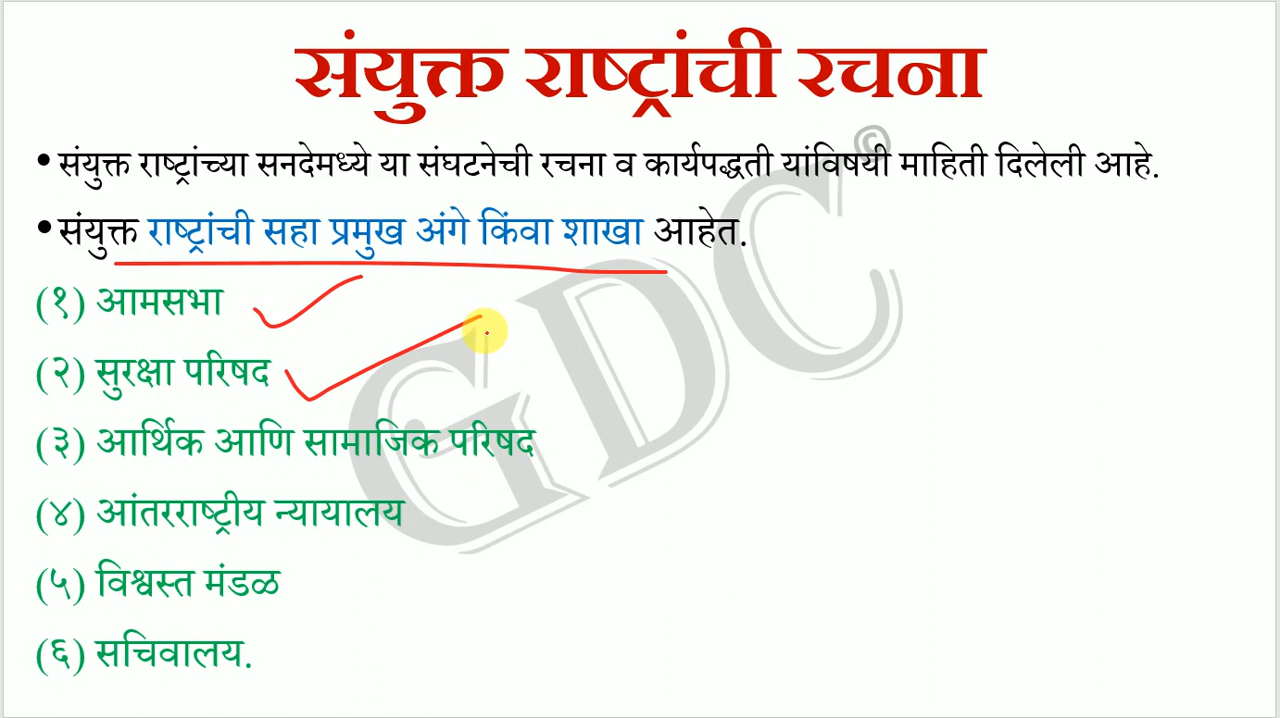 संयुक्त राष्ट्रांची रचना
• संयुक्त राष्ट्रांच्या सनदेमध्ये या संघटनेची रचना व कार्यपद्धती यांविषयी माहिती दिलेली आहे.
• संयुक्त राष्ट्रांची सहा प्रमुख अंगे किंवा शाखा आहेत.
(१) आमसभा
(२) सुरक्षा परिषद
(३) आर्थिक आणि सामाजिक परिषद
(४) आंतरराष्ट्रीय न्यायालय
(५) विश्वस्त मंडळ
(६) सचिवालय.
GDC©